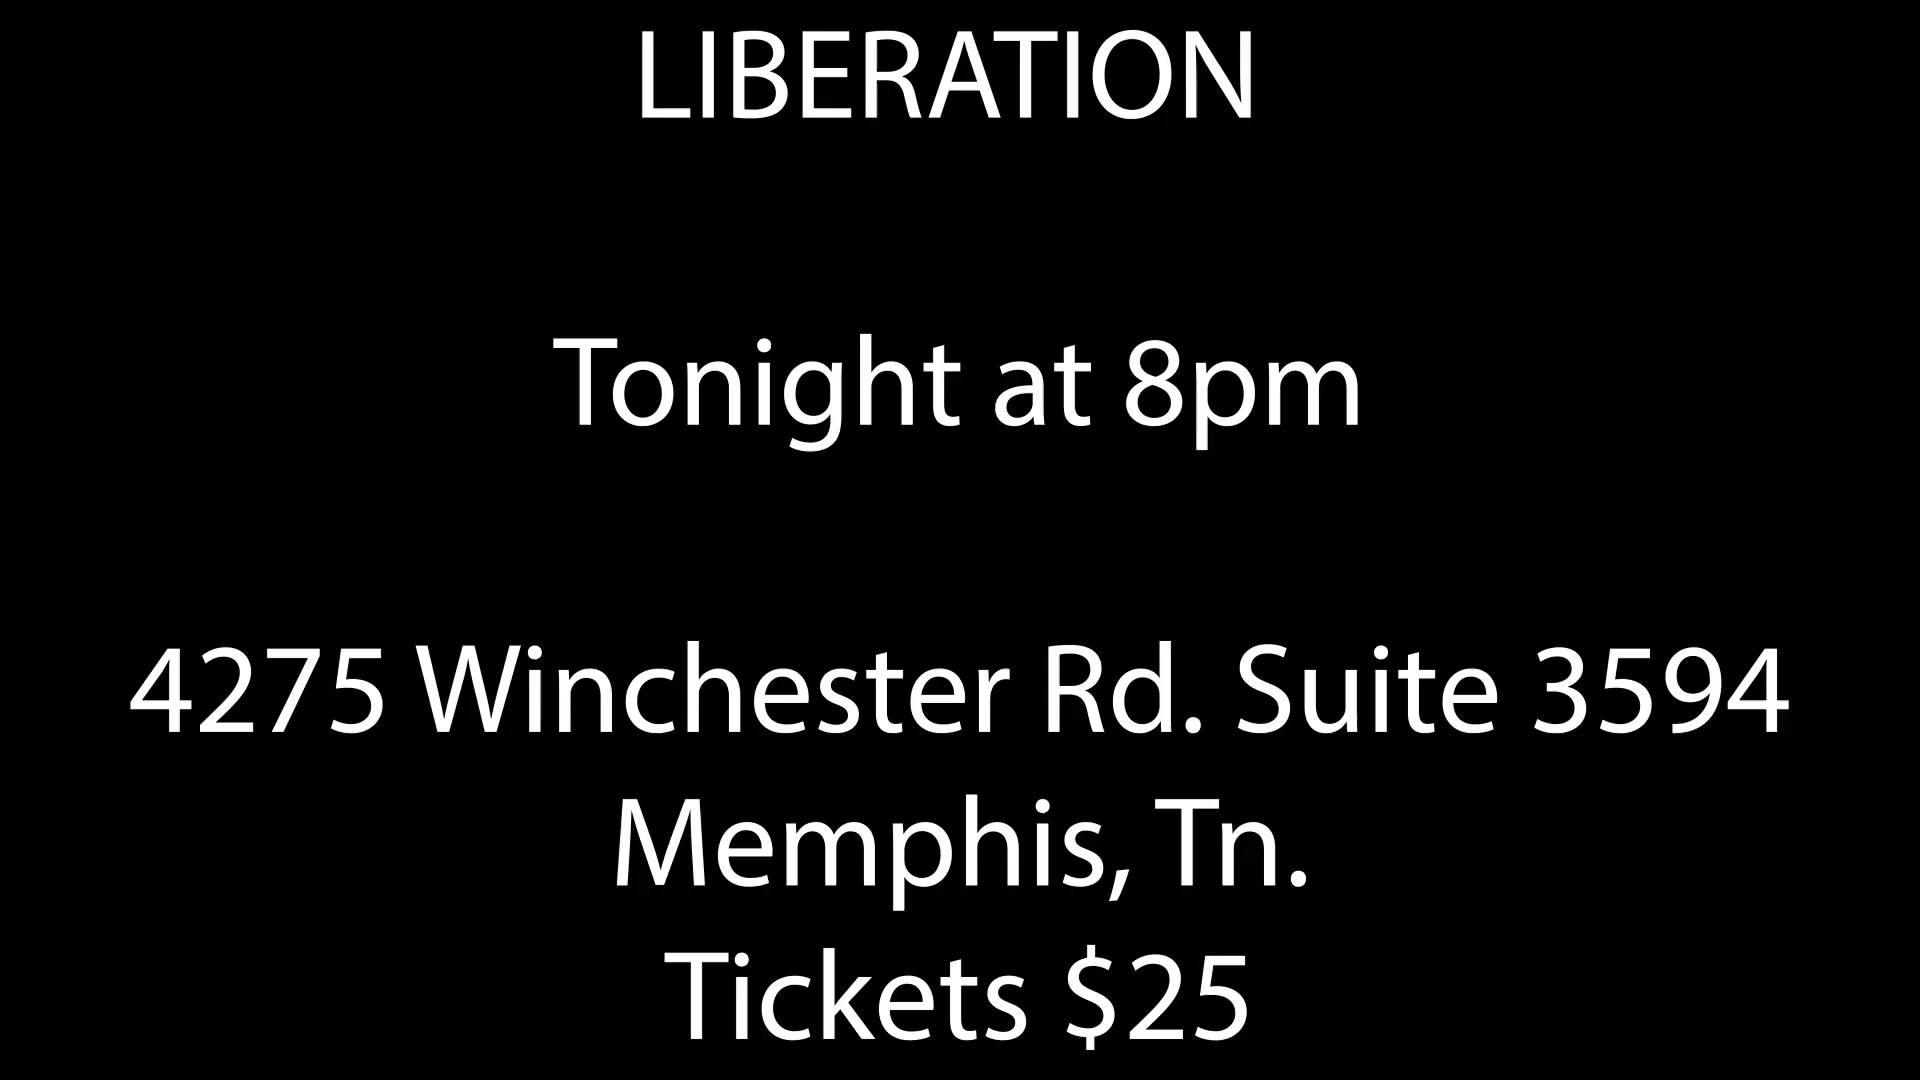 LIBERATION
Tonight at 8pm
4275 Winchester Rd. Suite 3594
Memphis, Tn.
Tickets $25